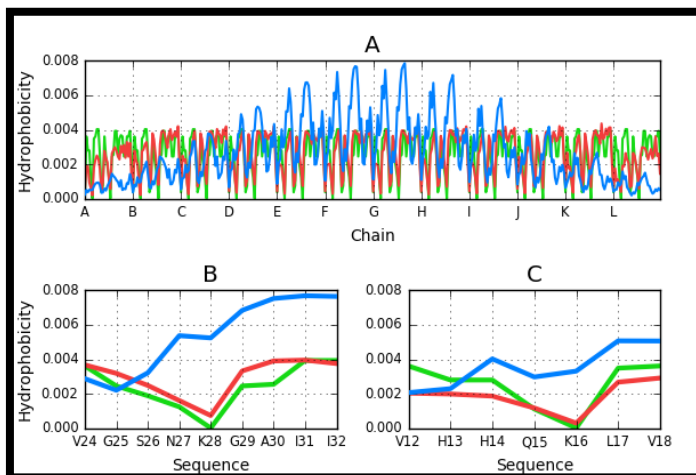 A
Hydrophobicity
0.008
0.006
0.004
0.002
0.000
A B C D E F G H I J K L
Chain
B
Hydrophobicity
0.008
0.006
0.004
0.002
0.000
V24 G25 S26 N27 K28 G29 A30 I31 I32
Sequence
C
0.008
0.006
0.004
0.002
0.000
V12 H13 H14 Q15 K16 L17 V18
Sequence